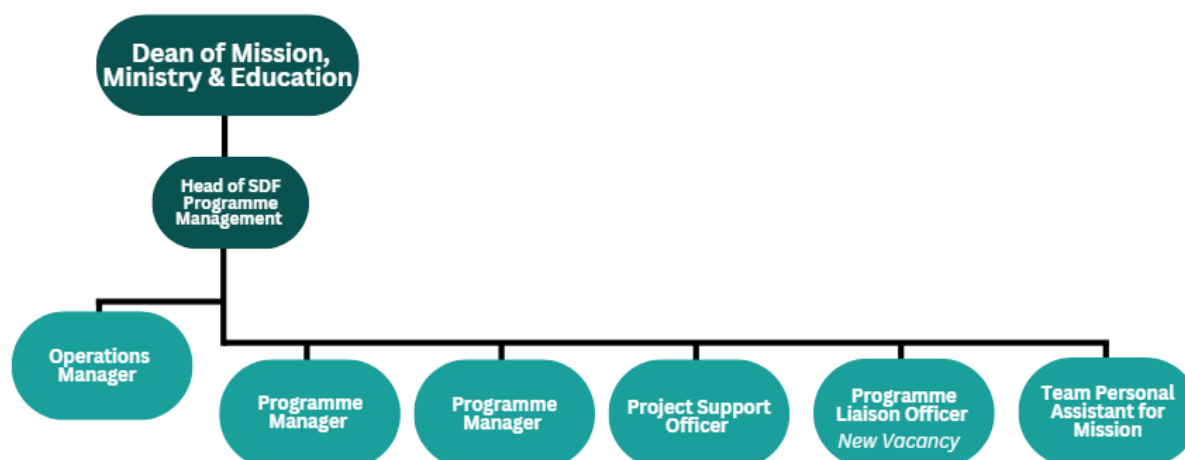 Dean of Mission,
Ministry & Education
Head of SDF
Programme
Management
Operations
Manager
Programme
Manager
Programme
Manager
Project Support
Officer
Programme
Liaison Officer
New Vacancy
Team Personal
Assistant for
Mission